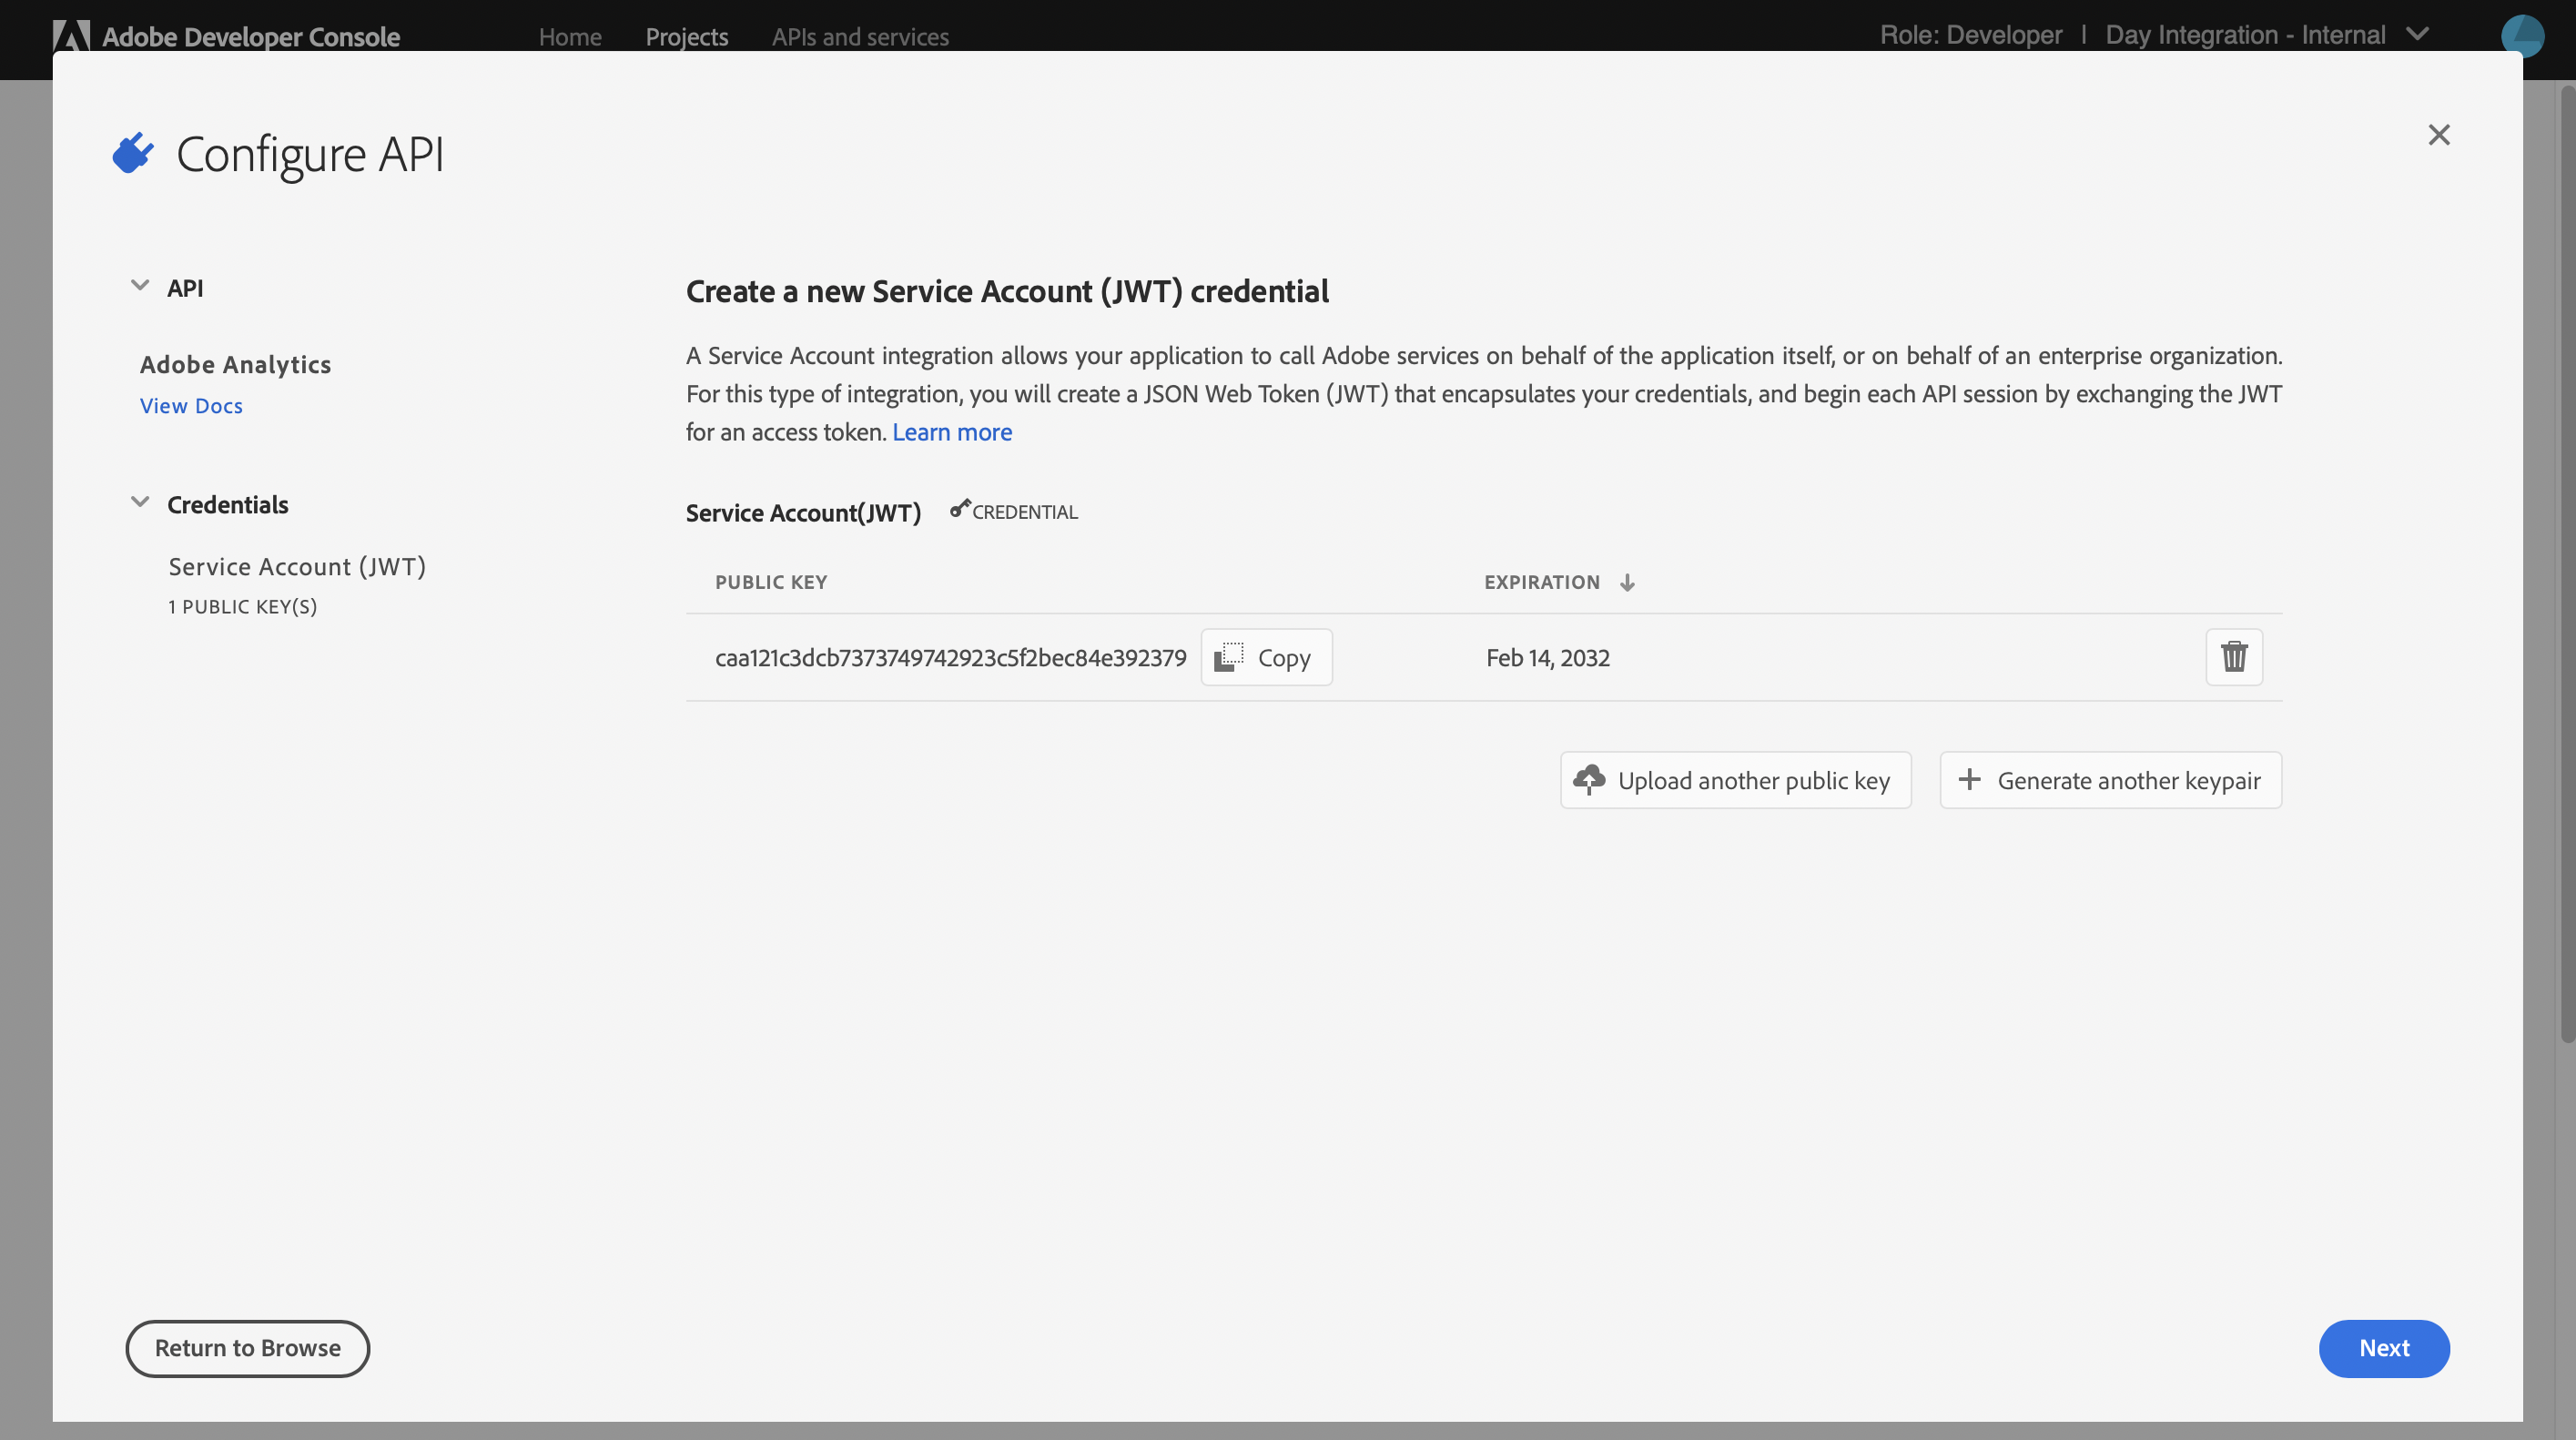 Adobe Developer Console
Home
Projects
APIs and services
Role: Developer | Day Integration - Internal
Configure API
API
Adobe Analytics
View Docs
Credentials
Service Account (JWT)
1 PUBLIC KEY(S)
Create a new Service Account (JWT) credential
A Service Account integration allows your application to call Adobe services on behalf of the application itself, or on behalf of an enterprise organization.
For this type of integration, you will create a JSON Web Token (JWT) that encapsulates your credentials, and begin each API session by exchanging the JWT
for an access token. Learn more
Service Account(JWT) CREDENTIAL
PUBLIC KEY EXPIRATION
caa121c3dcb7373749742923c5f2bec84e392379 Copy Feb 14, 2032
Upload another public key Generate another keypair
Return to Browse
Next